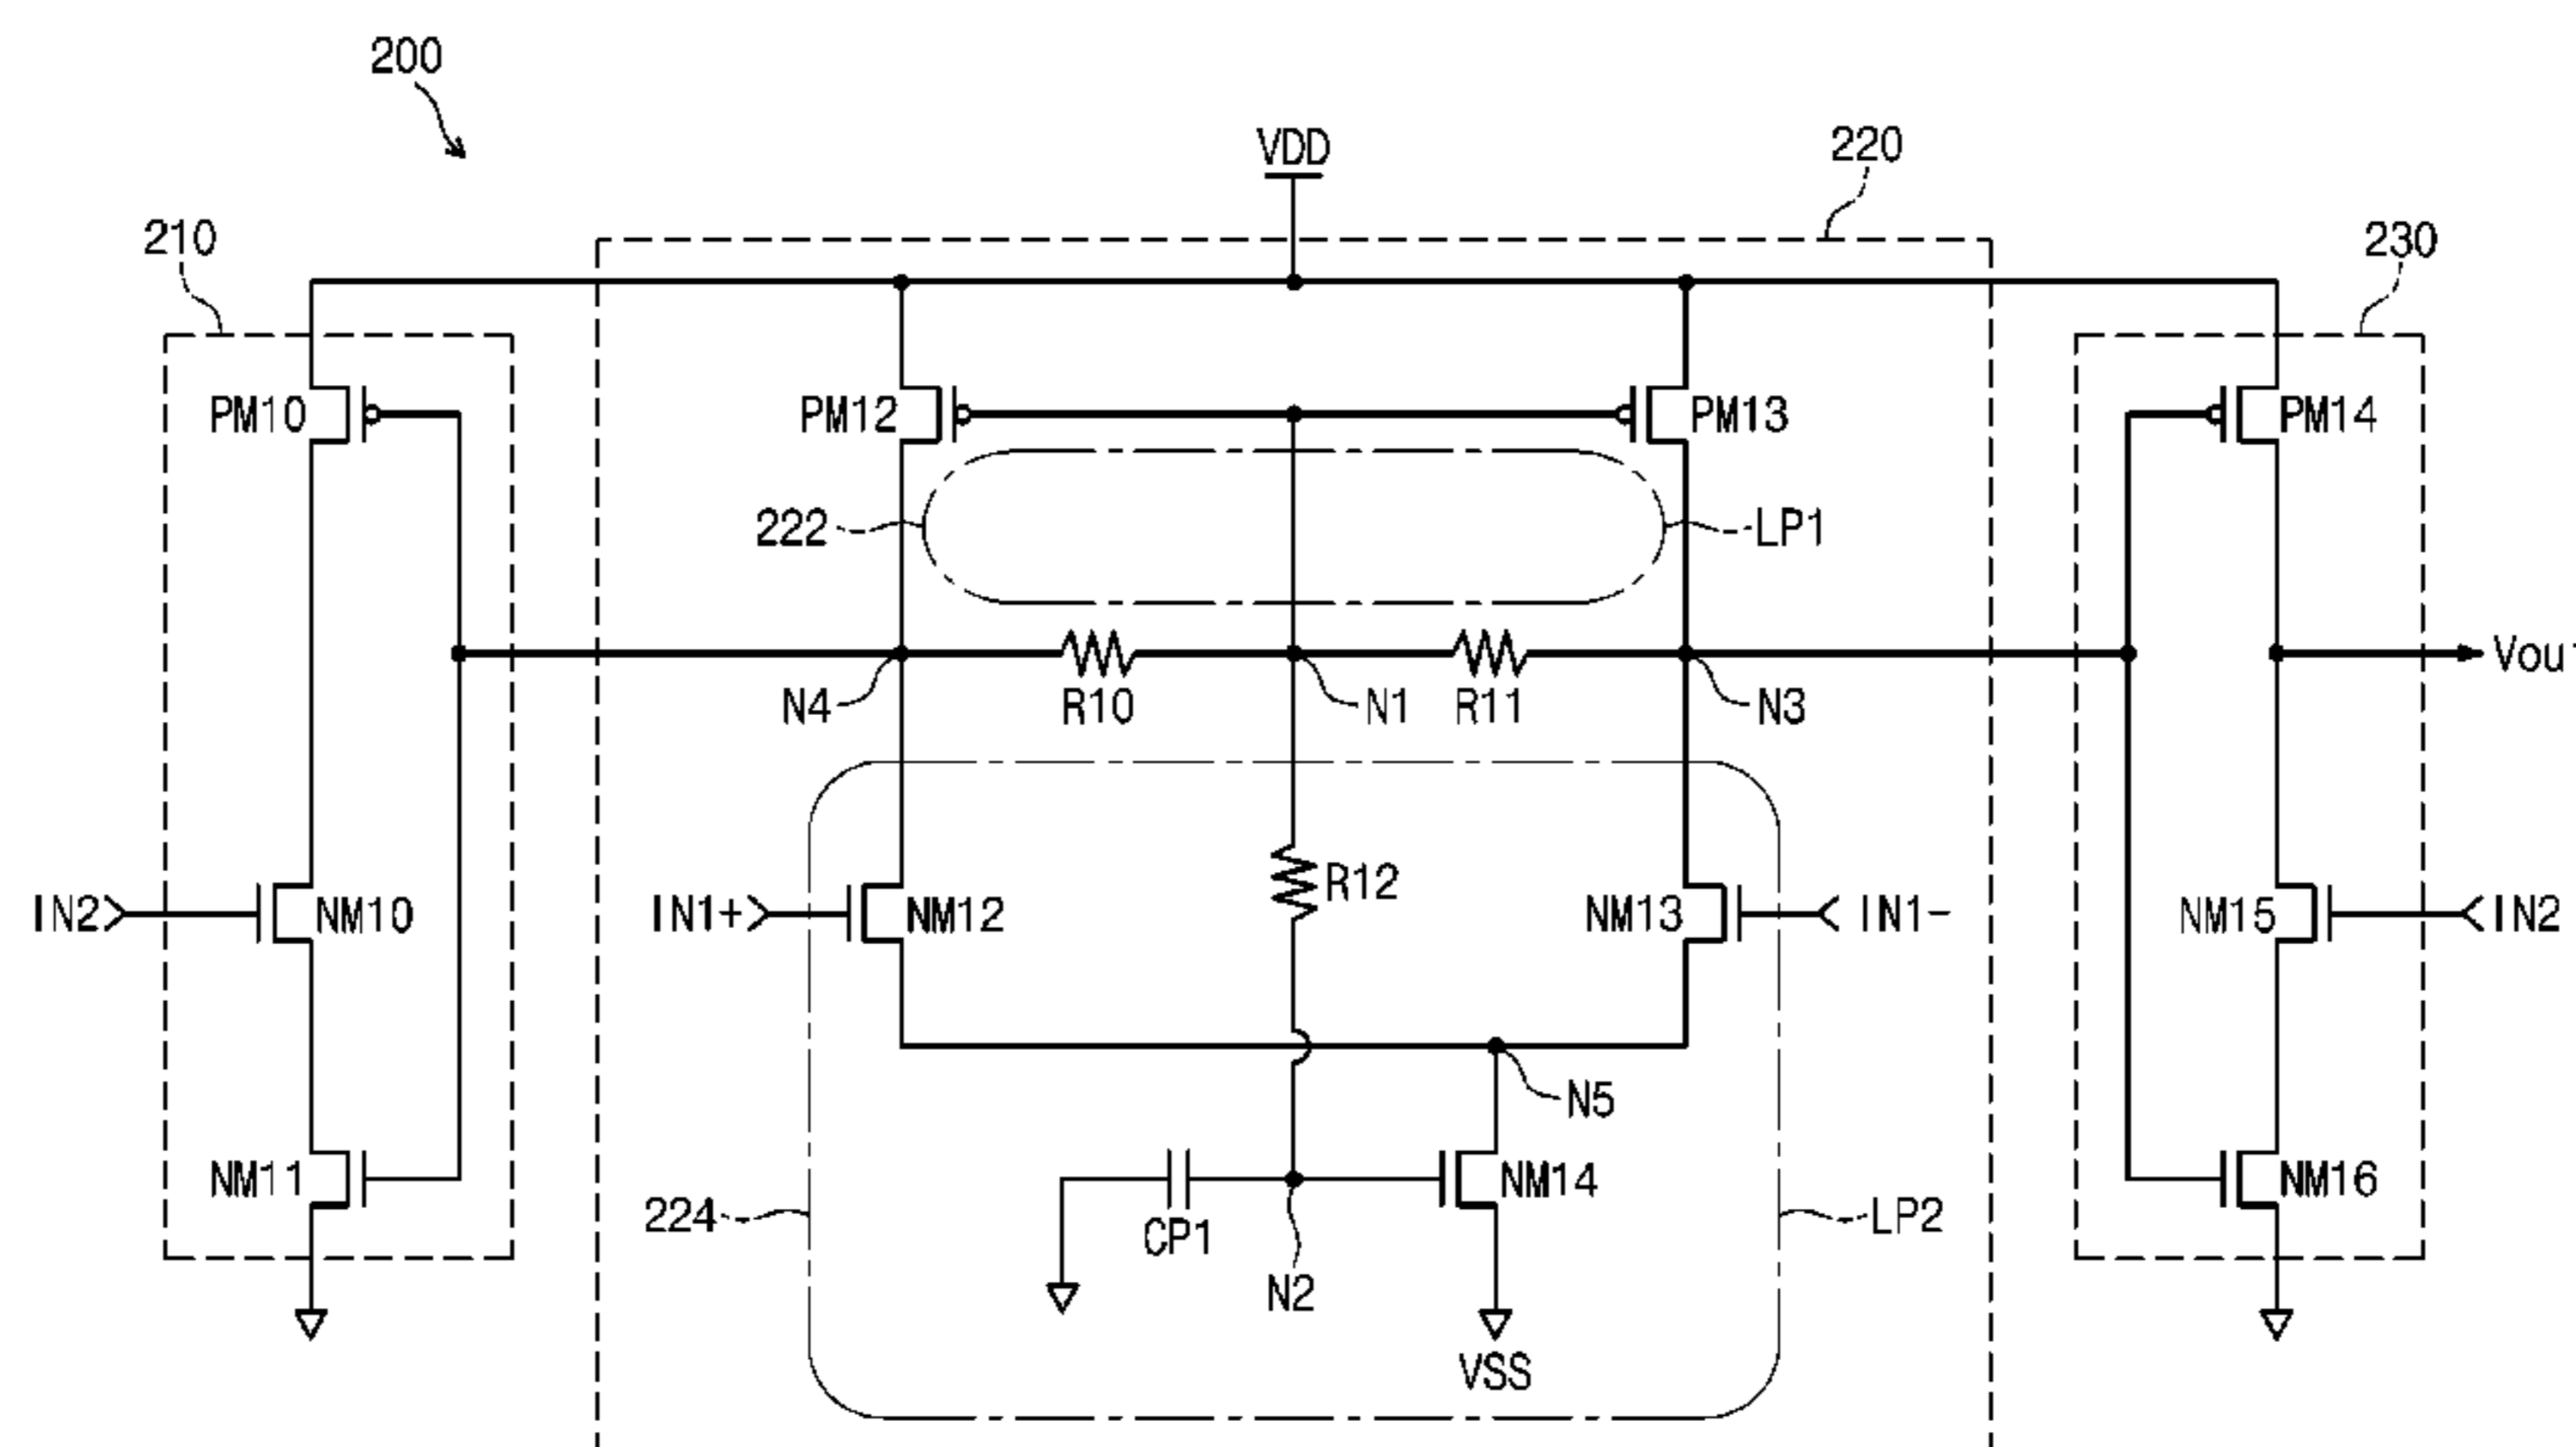 200
VDD
220
210
230
PM10
PM12
PM13
PM14
222
LP1
Vou
N4
R10
N1
R11
N3
IN2
NM10
IN1+
NM12
R12
NM13
IN1-
NM15
IN2
N5
NM11
NM14
NM16
224
CP1
LP2
N2
VSS